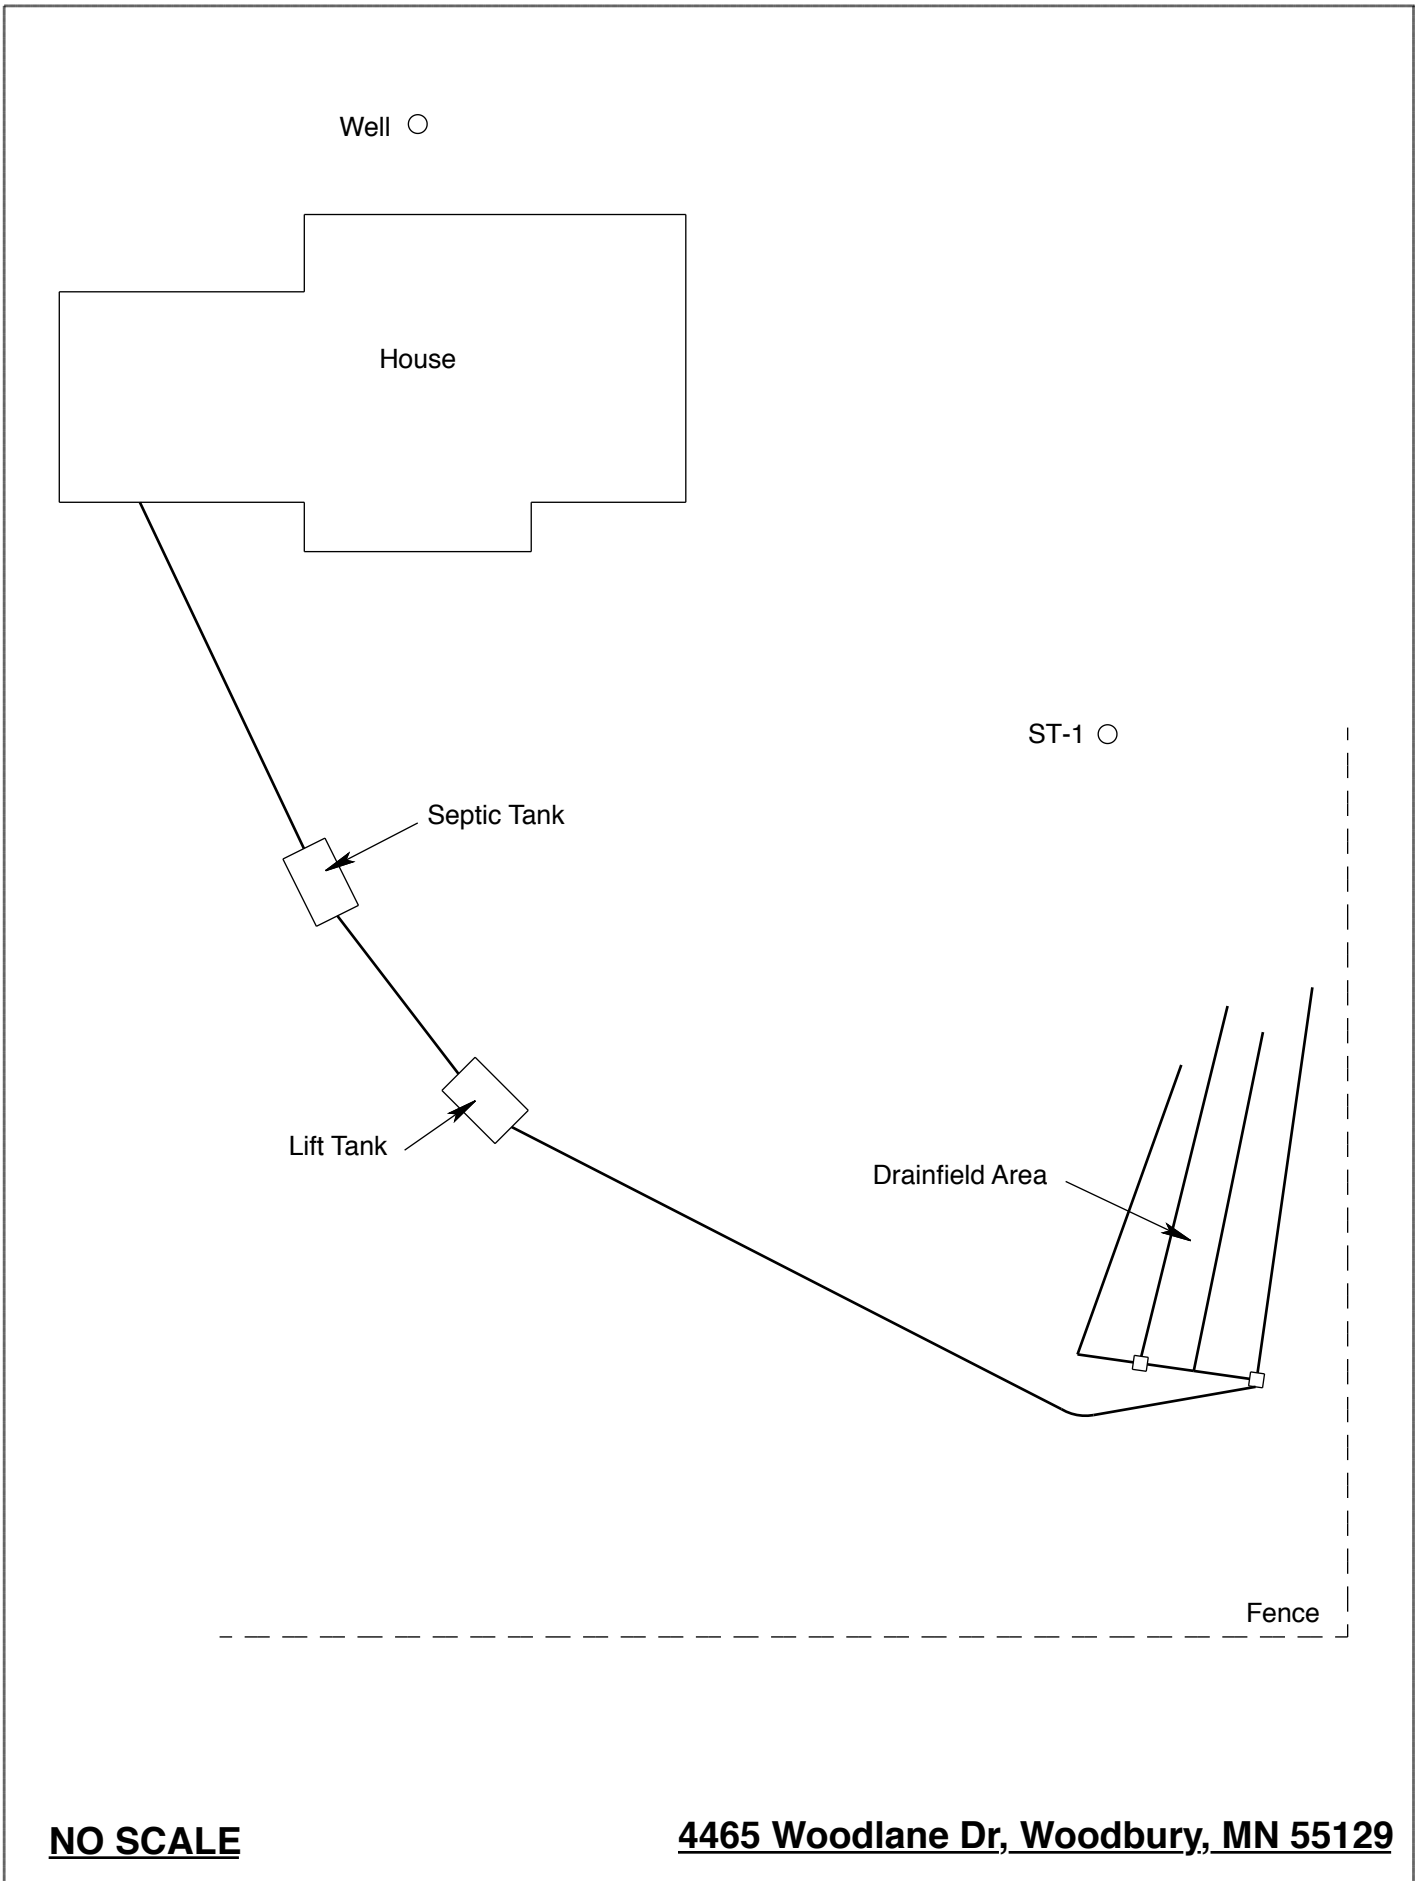 Well
House
ST-1
Septic Tank
Lift Tank
Drainfield Area
Fence
NO SCALE
4465 Woodlane Dr, Woodbury, MN 55129